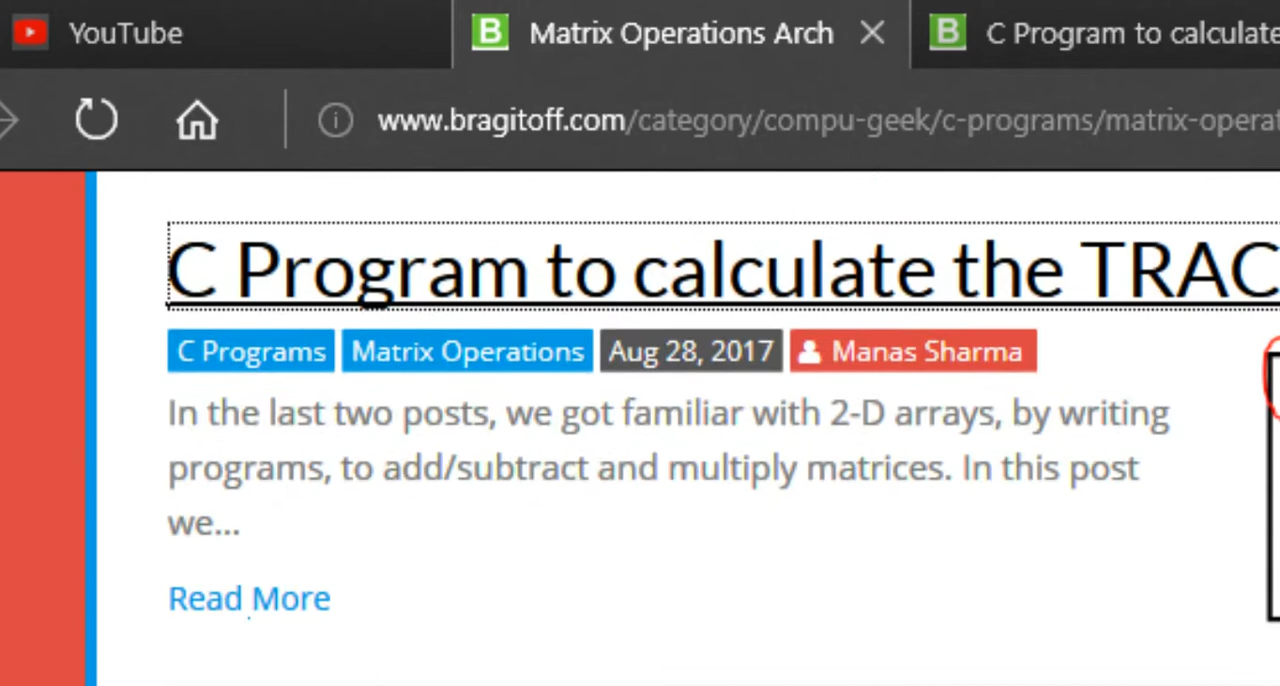 YouTube
B Matrix Operations Arch
B C Program to calculate
www.bragitoff.com/category/compu-geek/c-programs/matrix-operat
C Program to calculate the TRAC
C Programs Matrix Operations Aug 28, 2017 Manas Sharma
In the last two posts, we got familiar with 2-D arrays, by writing
programs, to add/subtract and multiply matrices. In this post
we...
Read More